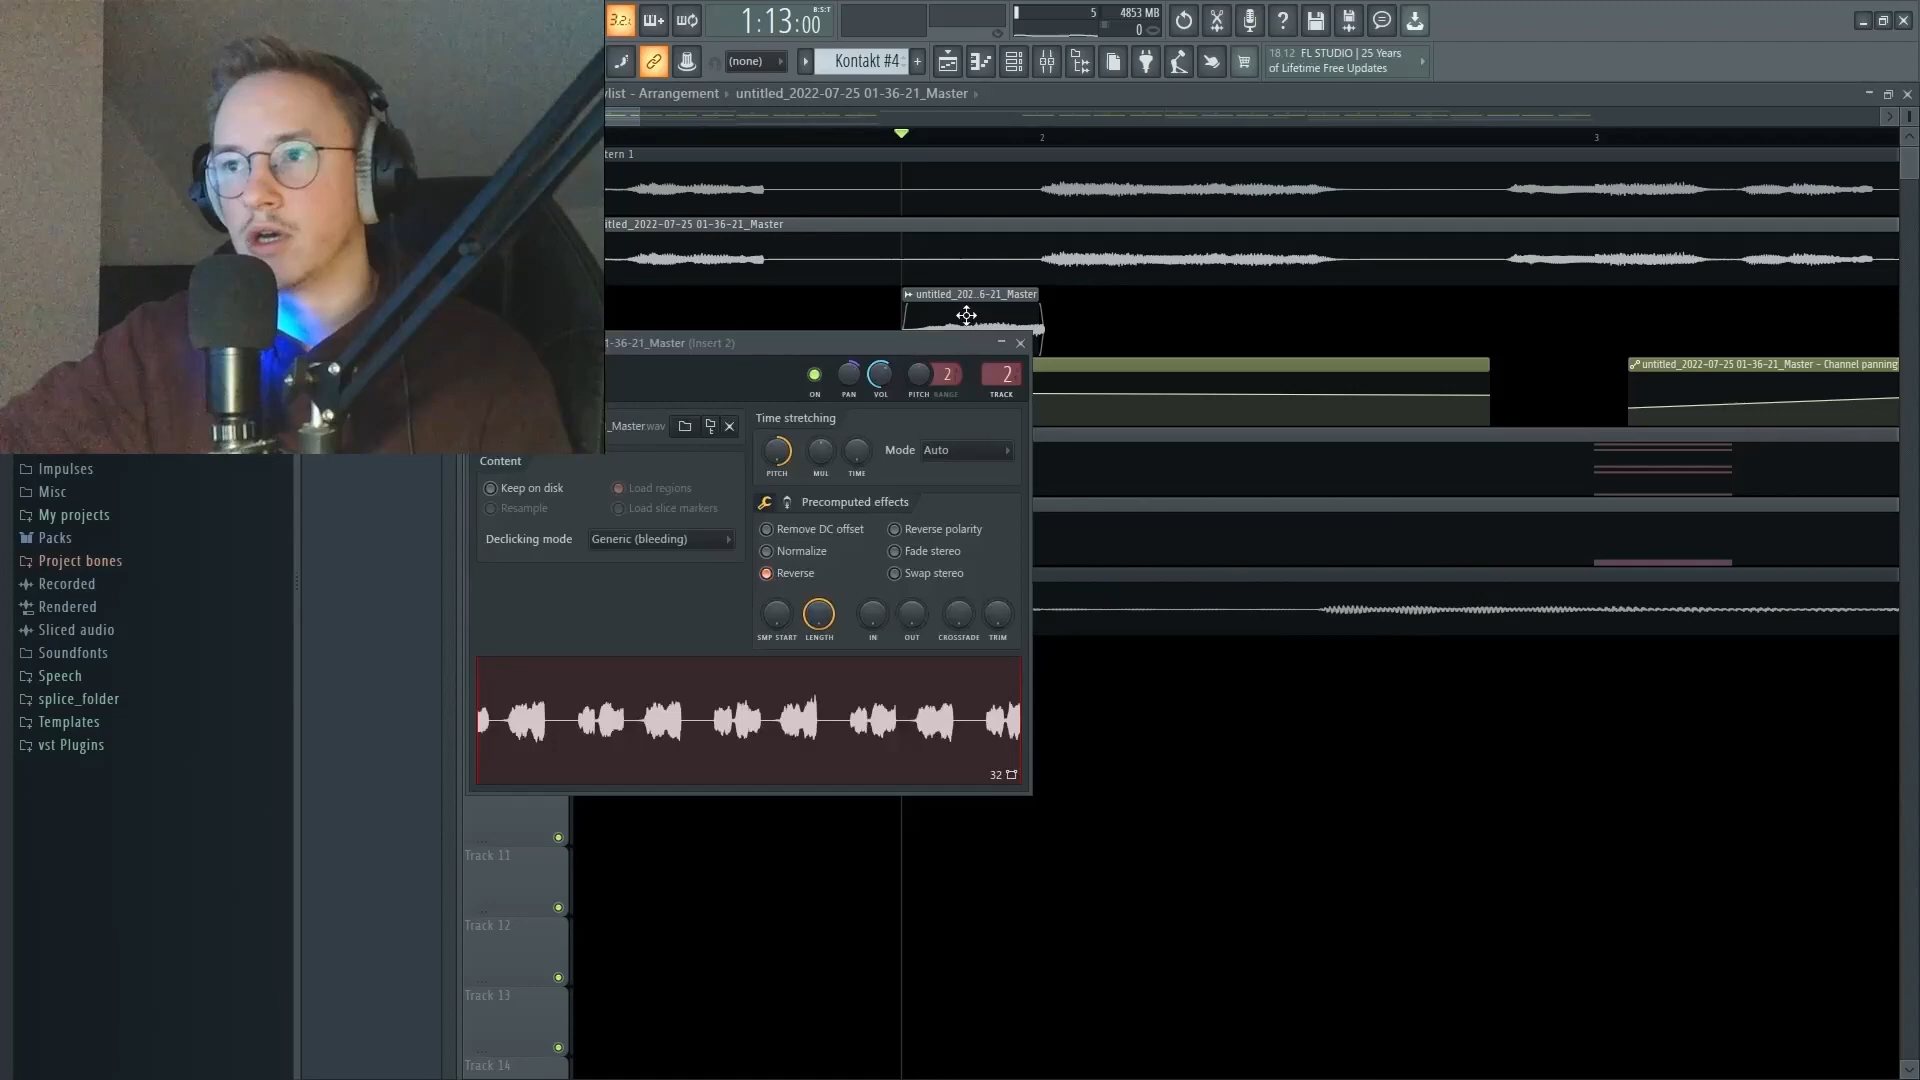 3.2.:
1:13:00
B:S:T
5
4853 MB
0
(none)
Kontakt #4
+
18 12 FL STUDIO | 25 Years
of Lifetime Free Updates
ylist - Arrangement › untitled_2022-07-25 01-36-21_Master ›
2
3
tern 1
ntitled_2022-07-25 01-36-21_Master
untitled_202..6-21_Master
untitled_2022-07-25 01-36-21_Master - Channel panning
1-36-21_Master (Insert 2)
2
2
ON
PAN
VOL
PITCH
RANGE
TRACK
_Master.wav
Time stretching
Mode
Auto
PITCH
MUL
TIME
Content
Keep on disk
Load regions
Resample
Load slice markers
Declicking mode
Generic (bleeding)
Precomputed effects
Remove DC offset
Reverse polarity
Normalize
Fade stereo
Reverse
Swap stereo
SMP START
LENGTH
IN
OUT
CROSSFADE
TRIM
32
Impulses
Misc
My projects
Packs
Project bones
Recorded
Rendered
Sliced audio
Soundfonts
Speech
splice_folder
Templates
vst Plugins
Track 11
Track 12
Track 13
Track 14